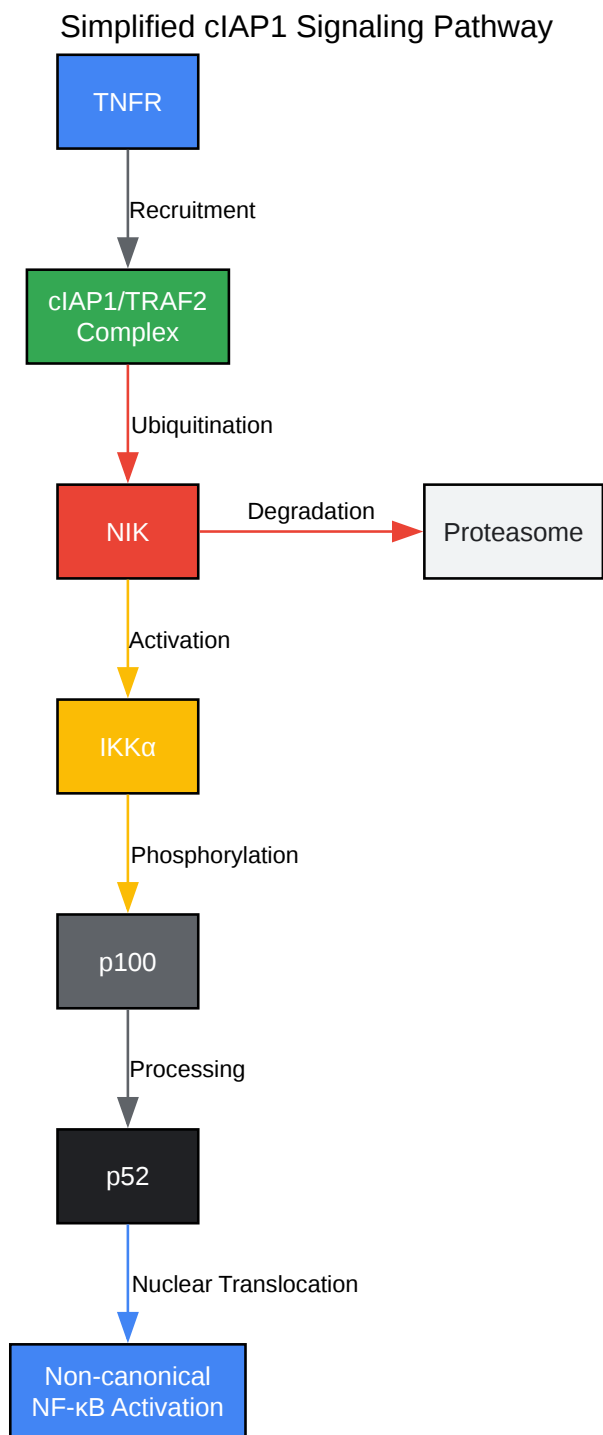 Simplified cIAP1 Signaling Pathway
TNFR
Recruitment
cIAP1/TRAF2
Complex
Ubiquitination
NIK
Degradation
Proteasome
Activation
IKKα
Phosphorylation
p100
Processing
p52
Nuclear Translocation
Non-canonical
NF-κB Activation